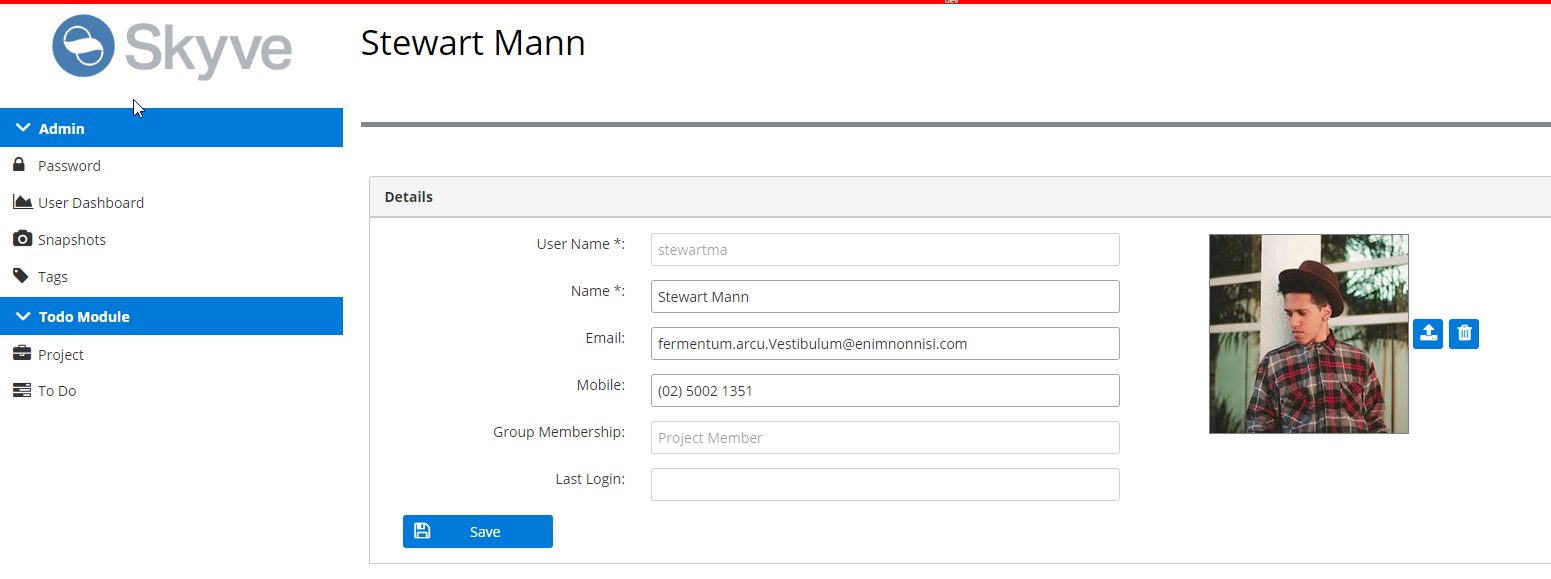 dev
Skyve
Stewart Mann
Admin
Password
User Dashboard
Snapshots
Tags
Todo Module
Project
To Do
Details
User Name *: stewartma
Name *: Stewart Mann
Email: fermentum.arcu.Vestibulum@enimnonnisi.com
Mobile: (02) 5002 1351
Group Membership: Project Member
Last Login:
Save